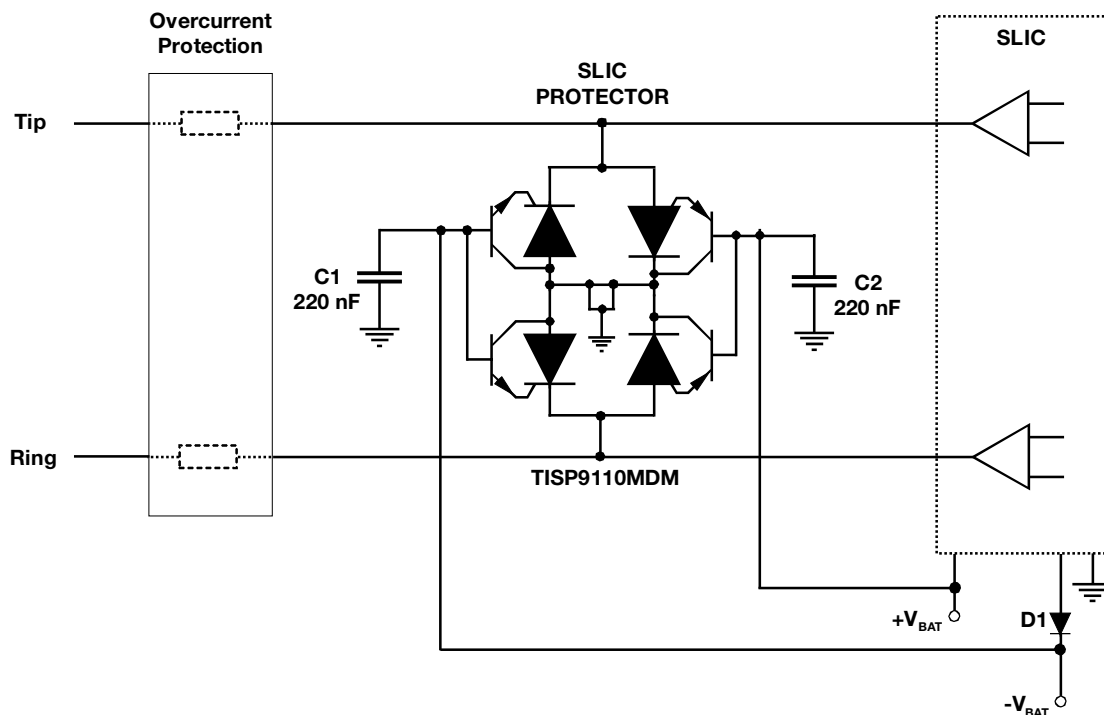 Overcurrent
Protection
SLIC
SLIC
PROTECTOR
Tip
C1
220 nF
C2
220 nF
Ring
TISP9110MDM
+VBAT
D1
-VBAT